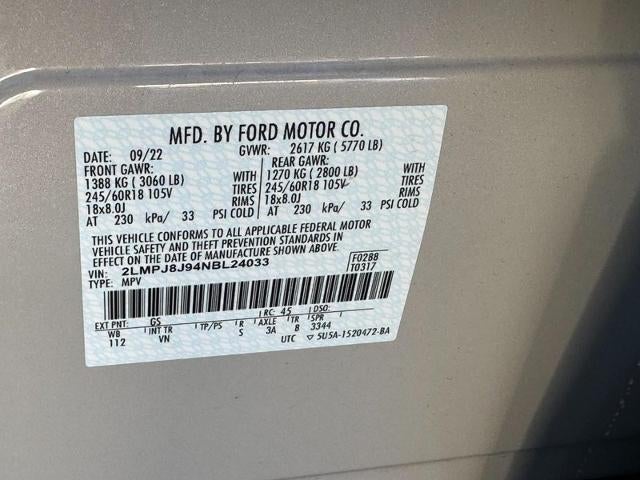 MFD. BY FORD MOTOR CO.
DATE: 09/22 GVWR: 2617 KG ( 5770 LB)
FRONT GAWR: REAR GAWR:
1388 KG ( 3060 LB) WITH 1270 KG ( 2800 LB) WITH
245/60R18 105V TIRES 245/60R18 105V TIRES
18x8.0J RIMS 18x8.0J RIMS
AT 230 kPa/ 33 PSI COLD AT 230 kPa/ 33 PSI COLD
THIS VEHICLE CONFORMS TO ALL APPLICABLE FEDERAL MOTOR
VEHICLE SAFETY AND THEFT PREVENTION STANDARDS IN
EFFECT ON THE DATE OF MANUFACTURE SHOWN ABOVE.
VIN: 2LMPJ8J94NBL24033 F0288
TYPE: MPV T0317
EXT PNT: GS RC: 45 DSO:
WB INT TR TP/PS R AXLE TR SPR
112 VN S 3A 8 3344
UTC ▽ 5U5A-1520472-BA